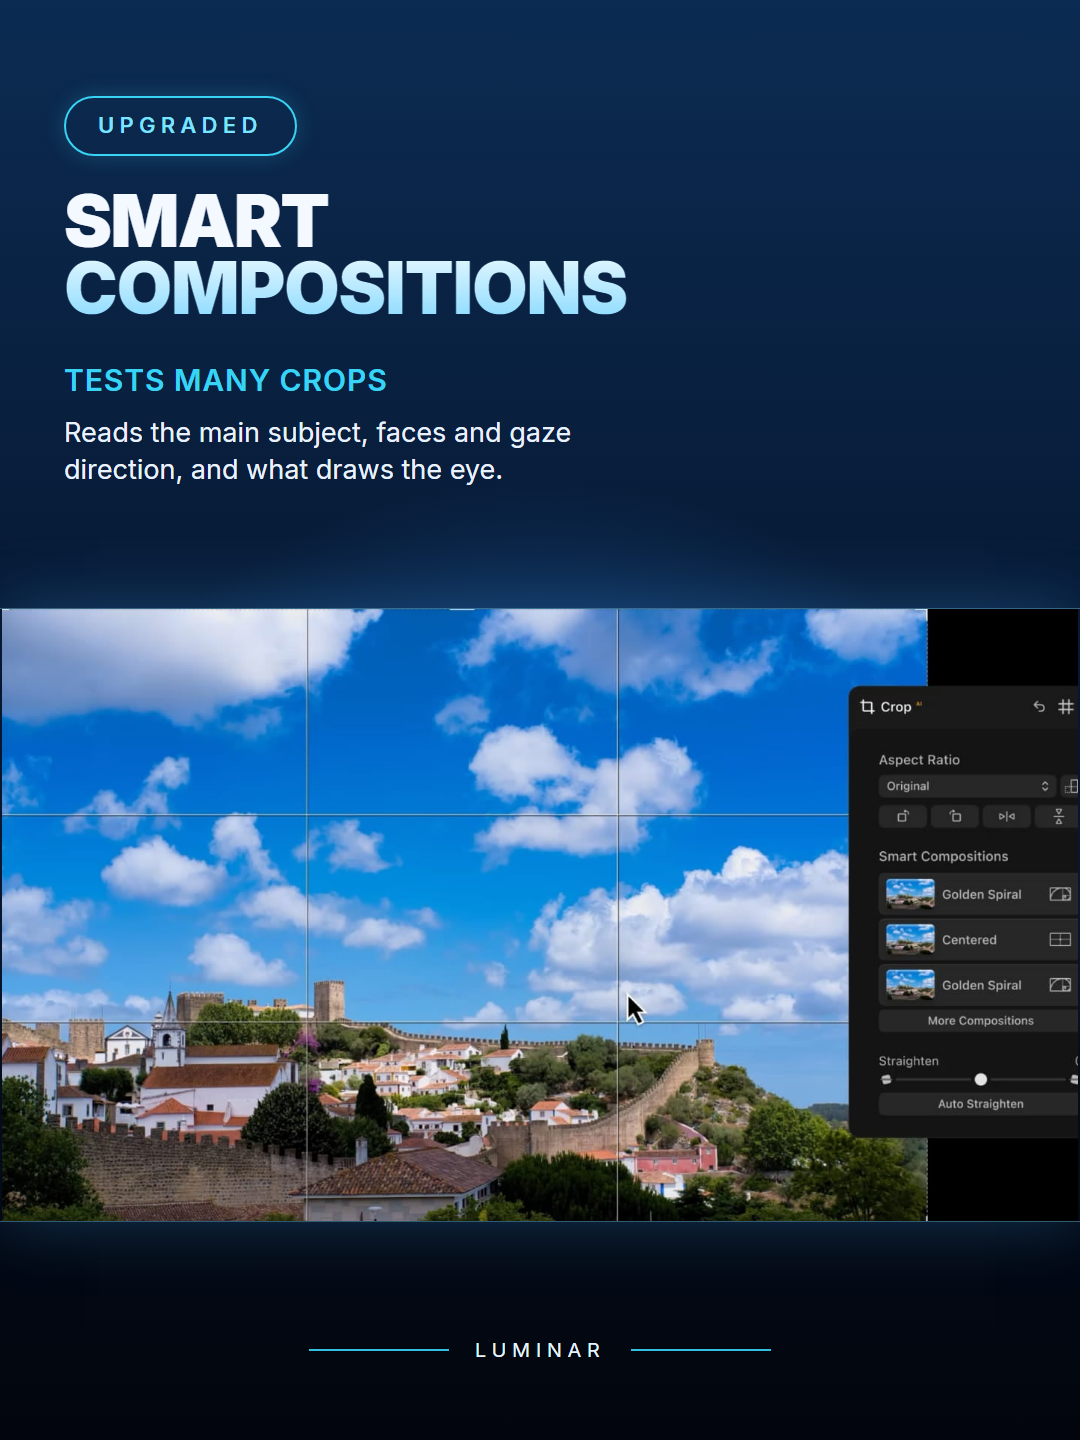 UPGRADED
SMART
COMPOSITIONS
TESTS MANY CROPS
Reads the main subject, faces and gaze
direction, and what draws the eye.
Crop AI
Aspect Ratio
Original
Smart Compositions
Golden Spiral
Centered
Golden Spiral
More Compositions
Straighten
Auto Straighten
LUMINAR